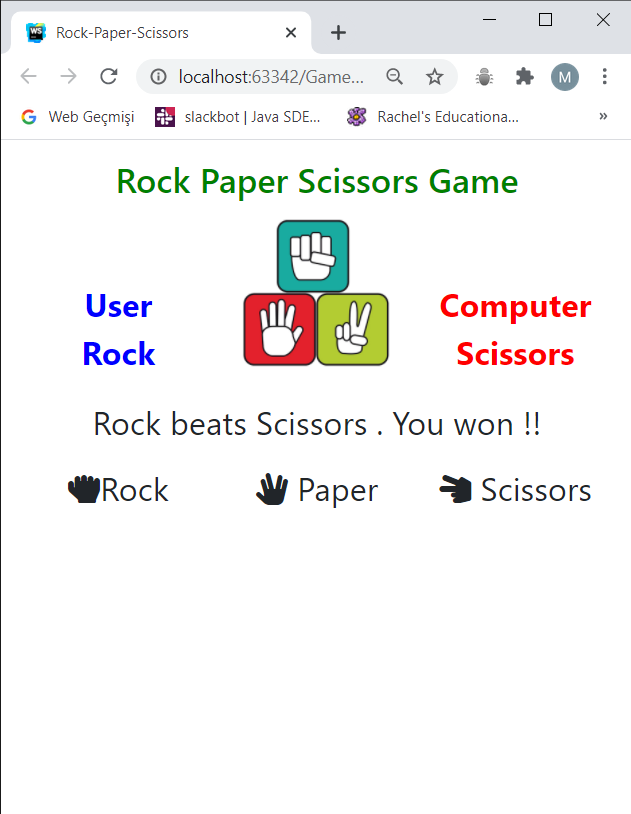 Rock-Paper-Scissors
localhost:63342/Game...
M
Web Geçmişi
slackbot | Java SDE...
Rachel's Educationa...
»
Rock Paper Scissors Game
User
Computer
Rock
Scissors
Rock beats Scissors . You won !!
Rock
Paper
Scissors